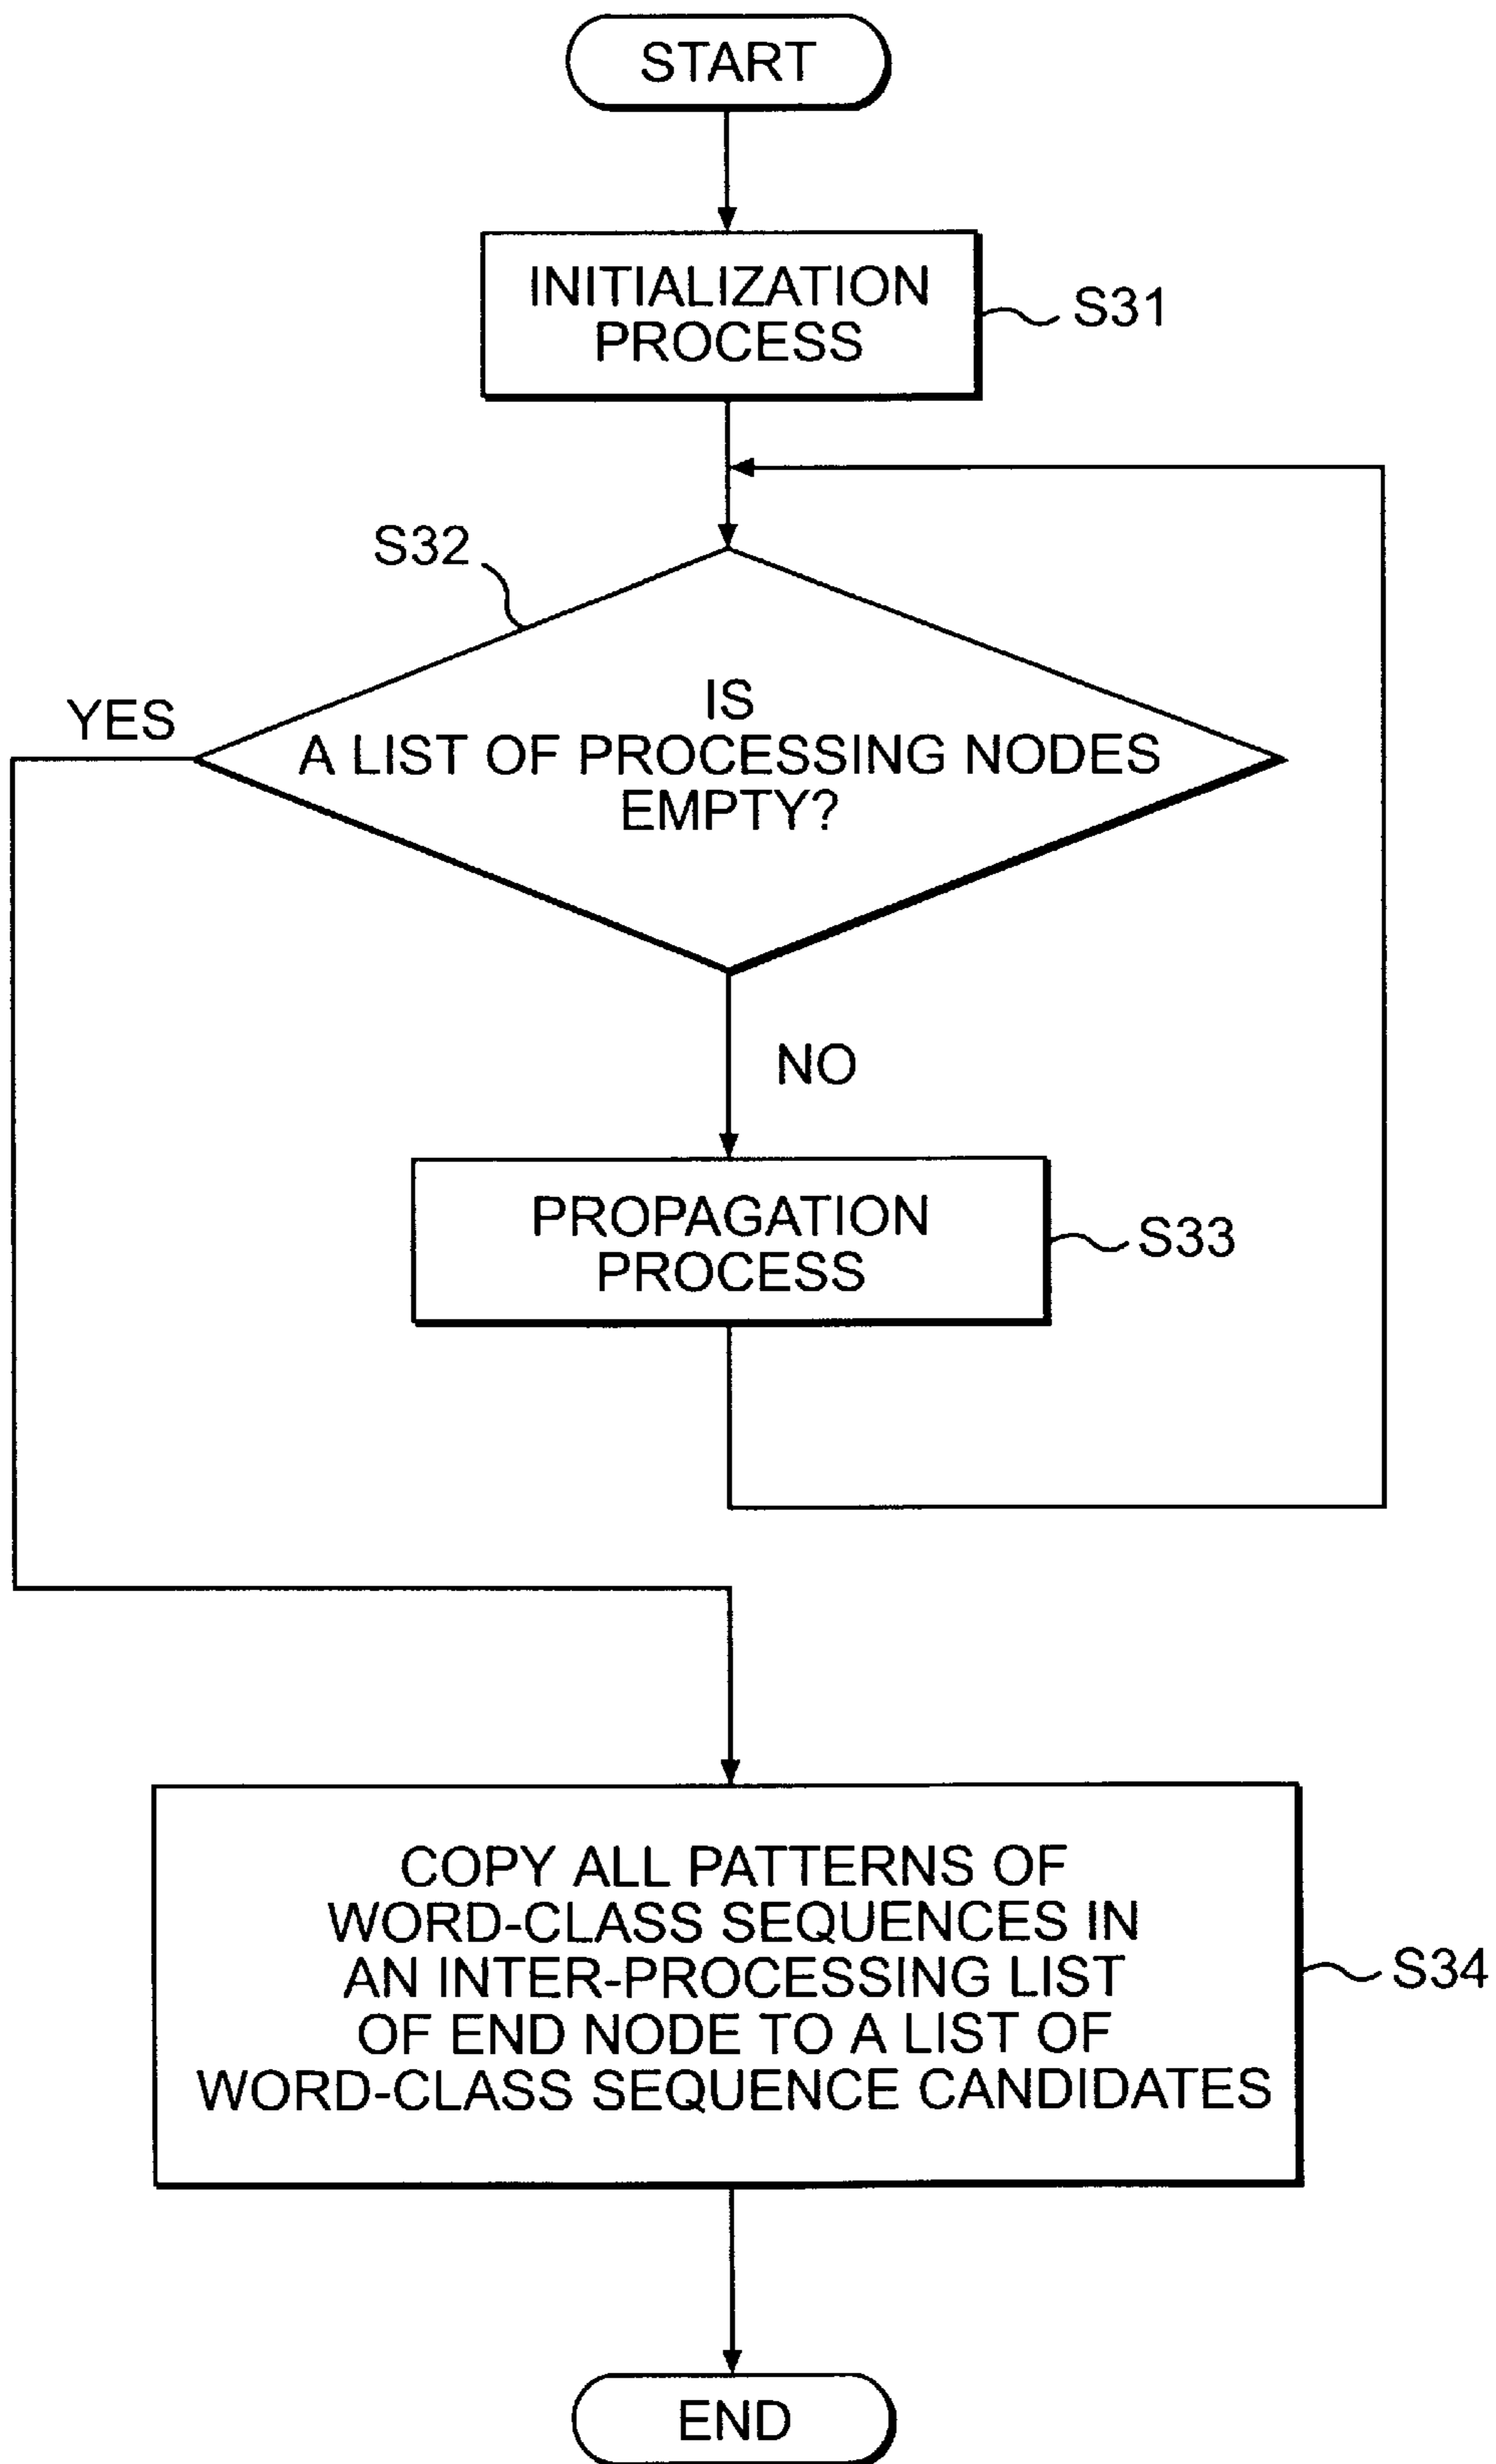 START
INITIALIZATION
PROCESS
S31
S32
YES
IS
A LIST OF PROCESSING NODES
EMPTY?
NO
PROPAGATION
PROCESS
S33
COPY ALL PATTERNS OF
WORD-CLASS SEQUENCES IN
AN INTER-PROCESSING LIST
OF END NODE TO A LIST OF
WORD-CLASS SEQUENCE CANDIDATES
S34
END